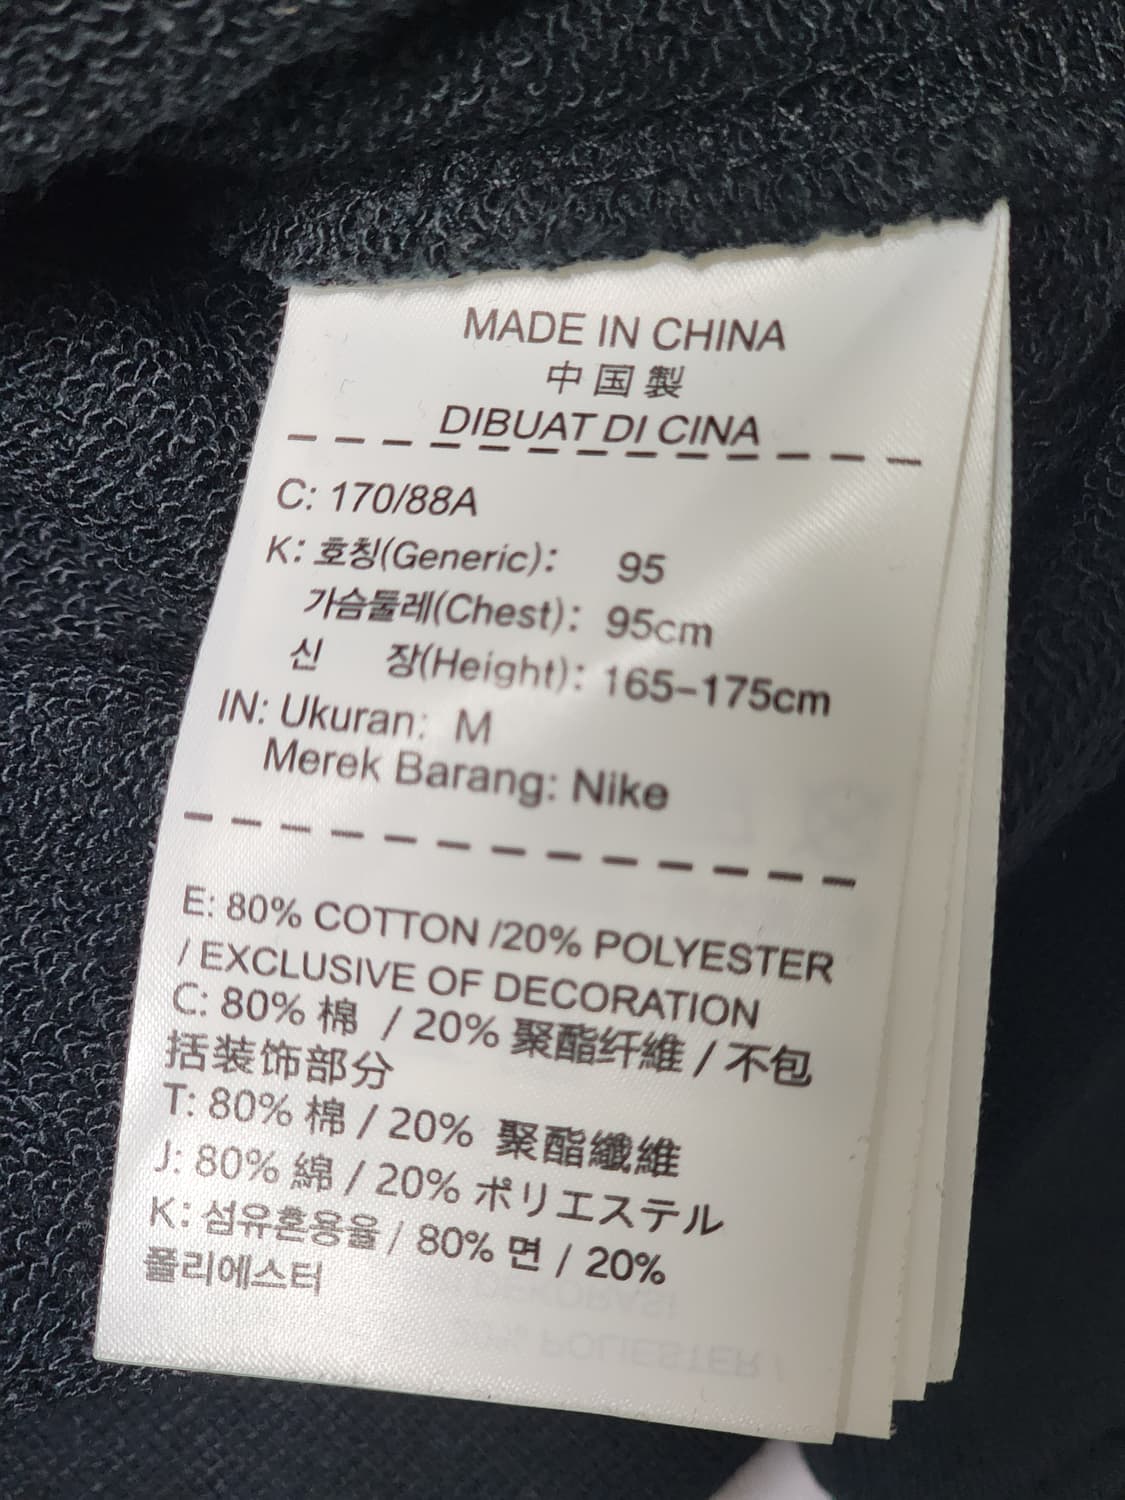 MADE IN CHINA
中国製
DIBUAT DI CINA
C: 170/88A
K: 호칭(Generic): 95
가슴둘레(Chest): 95cm
신 장(Height): 165-175cm
IN: Ukuran: M
Merek Barang: Nike
E: 80% COTTON /20% POLYESTER
/ EXCLUSIVE OF DECORATION
C: 80% 棉 / 20% 聚酯纤維 / 不包
括装饰部分
T: 80% 棉 / 20% 聚酯纖維
J: 80% 綿 / 20% ポリエステル
K: 섬유혼용율 / 80% 면 / 20%
폴리에스터